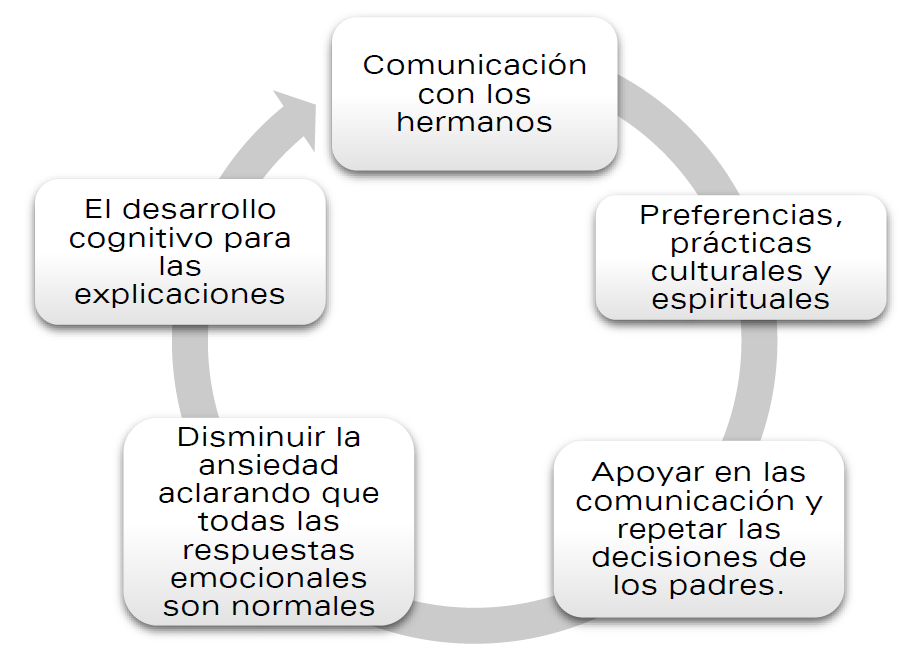 Comunicación
con los
hermanos
Preferencias,
prácticas
culturales y
espirituales
Apoyar en las
comunicación y
repetar las
decisiones de
los padres.
Disminuir la
ansiedad
aclarando que
todas las
respuestas
emocionales
son normales
El desarrollo
cognitivo para
las
explicaciones